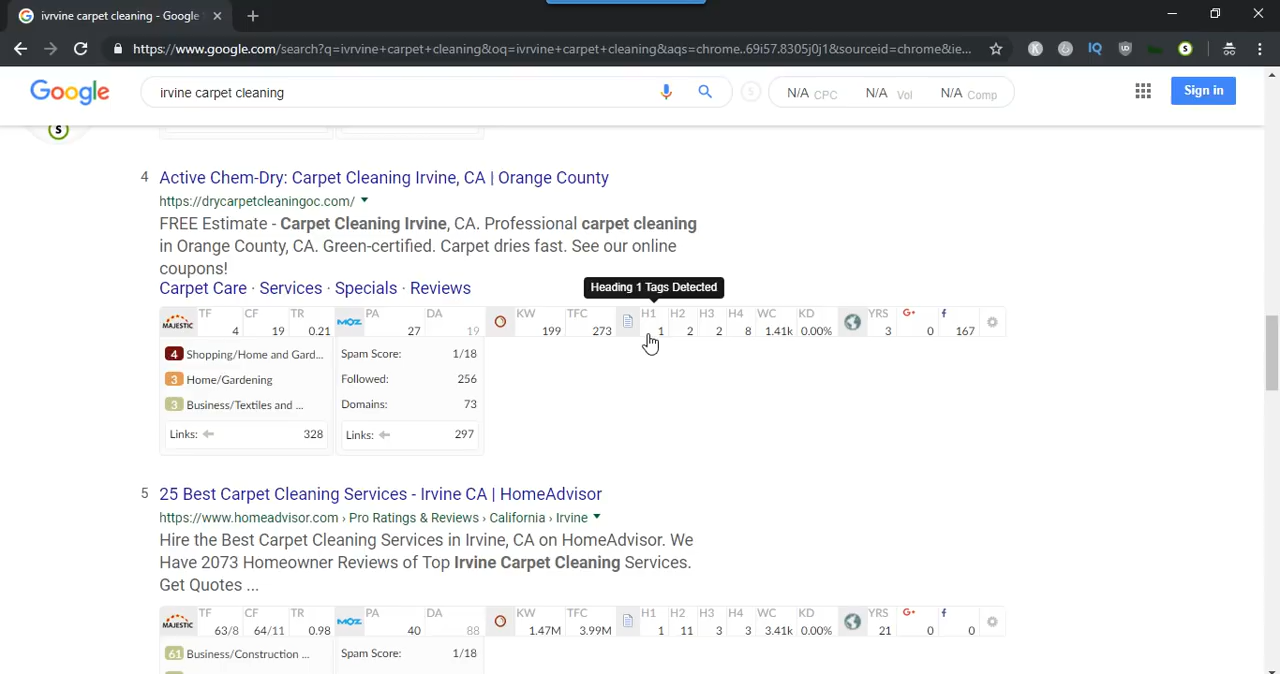 ivrvine carpet cleaning - Google
https://www.google.com/search?q=ivrvine+carpet+cleaning&oq=ivrvine+carpet+cleaning&aqs=chrome..69i57.8305j0j1&sourceid=chrome&ie...
IQ
Google
irvine carpet cleaning
N/A CPC N/A Vol N/A Comp
Sign in
4 Active Chem-Dry: Carpet Cleaning Irvine, CA | Orange County
https://drycarpetcleaningoc.com/
FREE Estimate - Carpet Cleaning Irvine, CA. Professional carpet cleaning
in Orange County, CA. Green-certified. Carpet dries fast. See our online
coupons!
Carpet Care · Services · Specials · Reviews
Heading 1 Tags Detected
MAJESTIC TF CF TR MOZ PA DA KW TFC H1 H2 H3 H4 WC KD YRS G+ f
4 19 0.21 27 19 199 273 1 2 2 8 1.41k 0.00% 3 0 167
4 Shopping/Home and Gard... Spam Score: 1/18
3 Home/Gardening Followed: 256
3 Business/Textiles and ... Domains: 73
Links: 328 Links: 297
5 25 Best Carpet Cleaning Services - Irvine CA | HomeAdvisor
https://www.homeadvisor.com › Pro Ratings & Reviews › California › Irvine
Hire the Best Carpet Cleaning Services in Irvine, CA on HomeAdvisor. We
Have 2073 Homeowner Reviews of Top Irvine Carpet Cleaning Services.
Get Quotes ...
MAJESTIC TF CF TR MOZ PA DA KW TFC H1 H2 H3 H4 WC KD YRS G+ f
63/8 64/11 0.98 40 88 1.47M 3.99M 1 11 3 3 3.41k 0.00% 21 0 0
61 Business/Construction ... Spam Score: 1/18